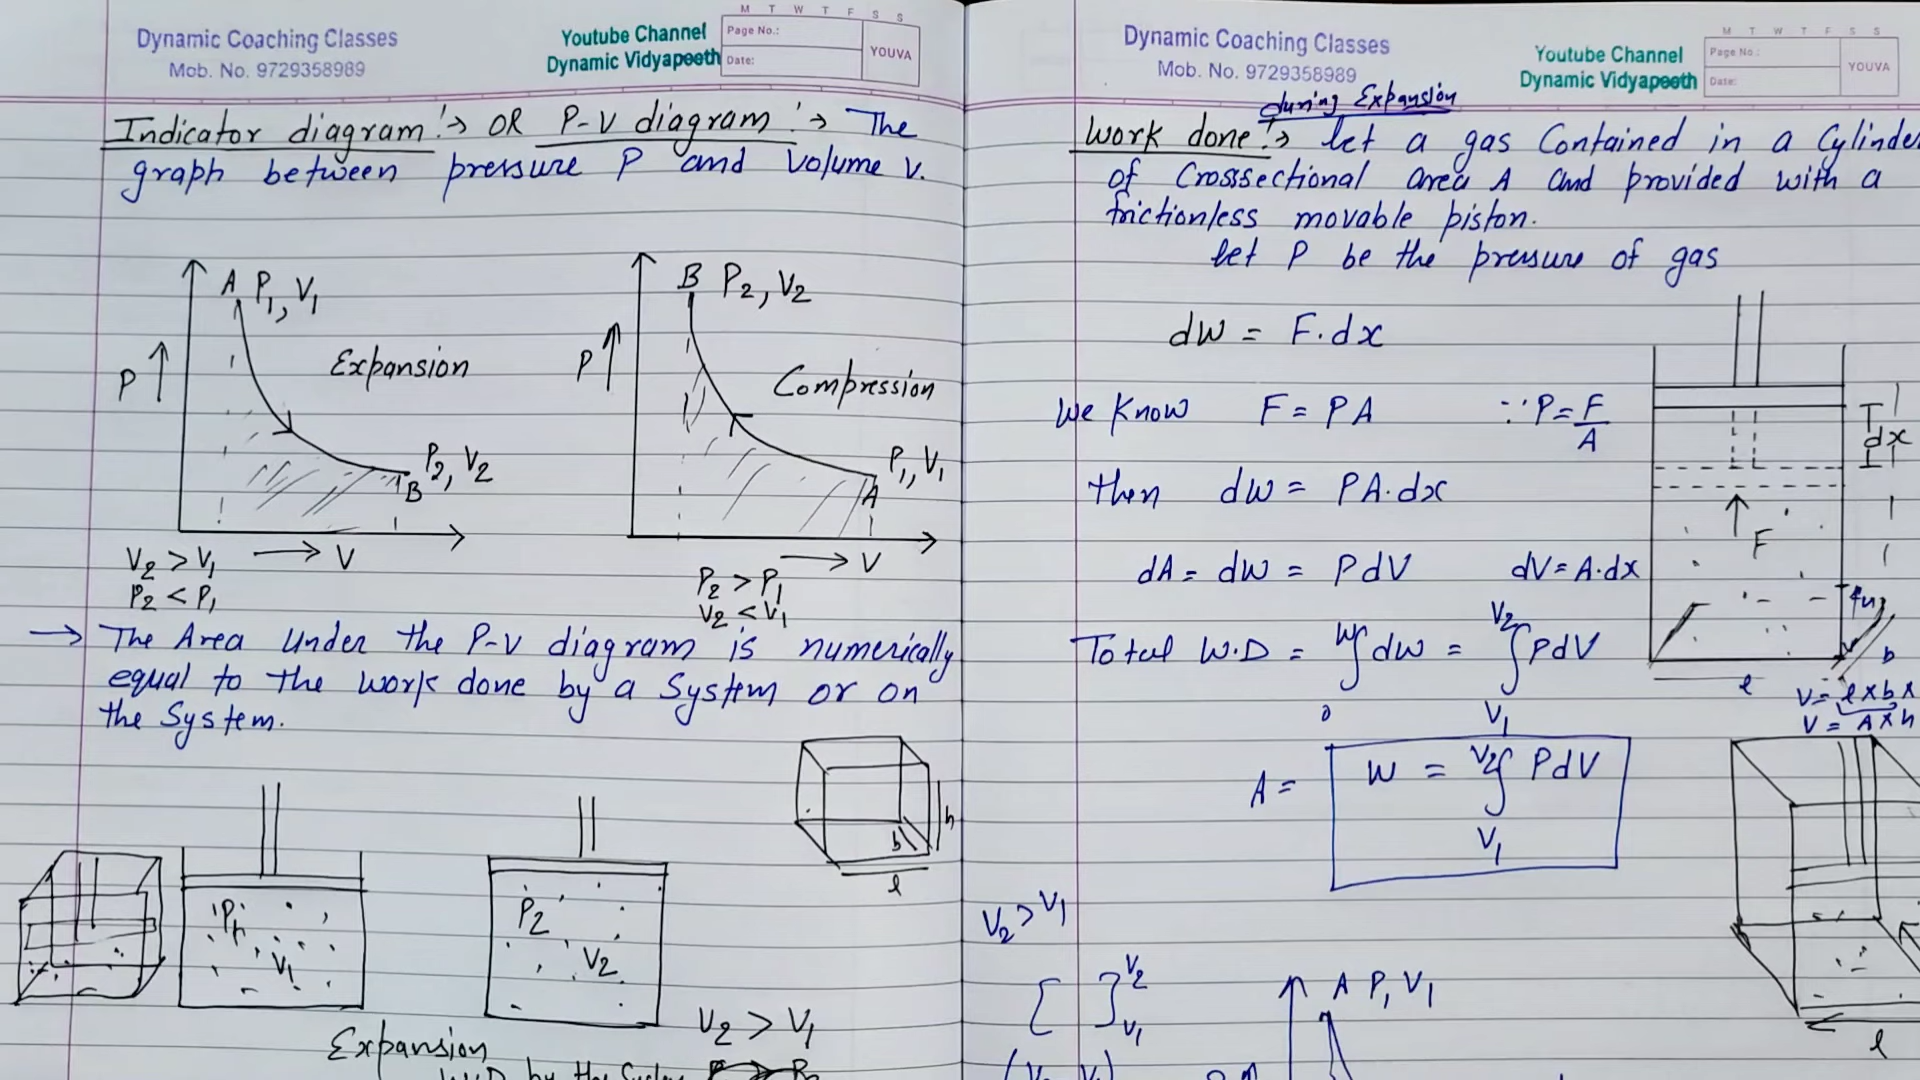 Dynamic Coaching Classes
Mob. No. 9729358989
Youtube Channel
Dynamic Vidyapeeth
M T W T F S S
Page No.:
Date:
YOUVA
Indicator diagram :→ OR P-V diagram :→ The
graph between pressure P and Volume V.
A P1, V1
P ↑
Expansion
P2, V2
B
→ V
V2 > V1
P2 < P1
B P2, V2
P ↑
Compression
P1, V1
A
→ V
P2 > P1
V2 < V1
→ The Area under the P-V diagram is numerically
equal to the work done by a System or on
the System.
h
b
l
P1
V1
P2
V2
V2 > V1
Expansion
Dynamic Coaching Classes
Mob. No. 9729358989
Youtube Channel
Dynamic Vidyapeeth
M T W T F S S
Page No.:
Date:
YOUVA
during Expansion
Work done :→ let a gas Contained in a Cylinder
of Crosssectional area A and provided with a
frictionless movable piston.
let P be the pressure of gas
dW = F.dx
We Know F = PA ∵ P = F/A
then dW = PA.dx
dA = dW = PdV dV = A.dx
dx
F
Total W.D = ∫0W dW = ∫V1V2 PdV
b
l
V = l x b x
V = A x h
A = W = ∫V1V2 PdV
V2 > V1
[ ]V2V1
A P1 V1
l